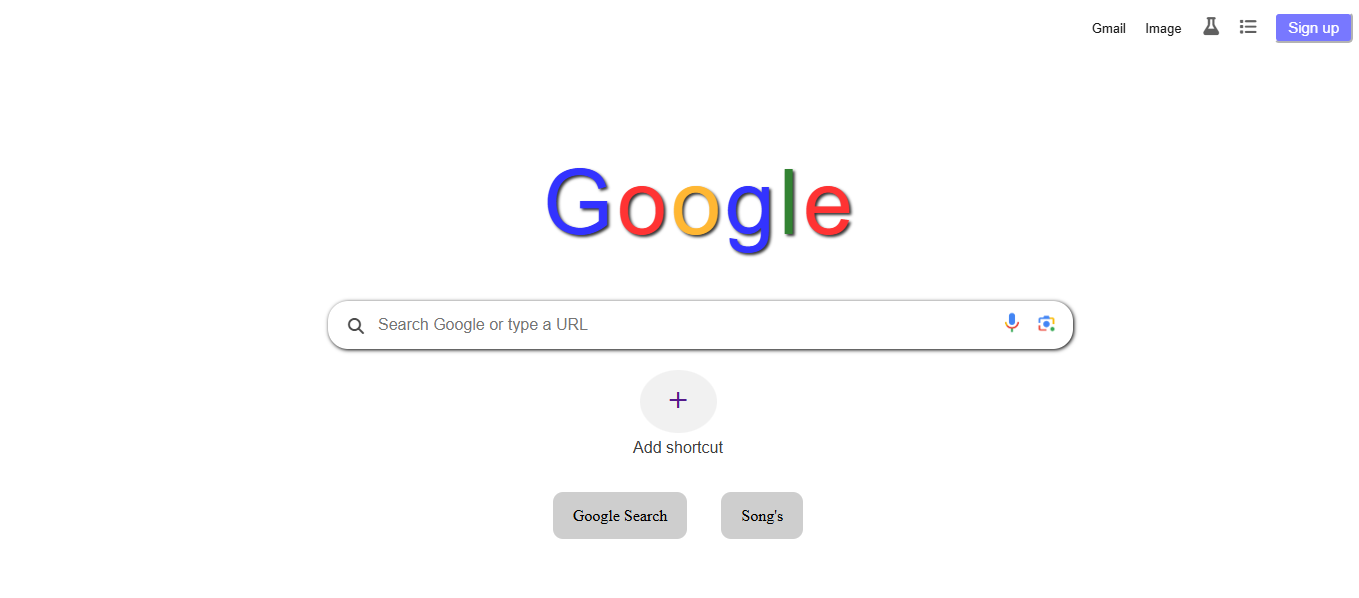 Gmail Image Sign up
Google
Search Google or type a URL
+
Add shortcut
Google Search Song's